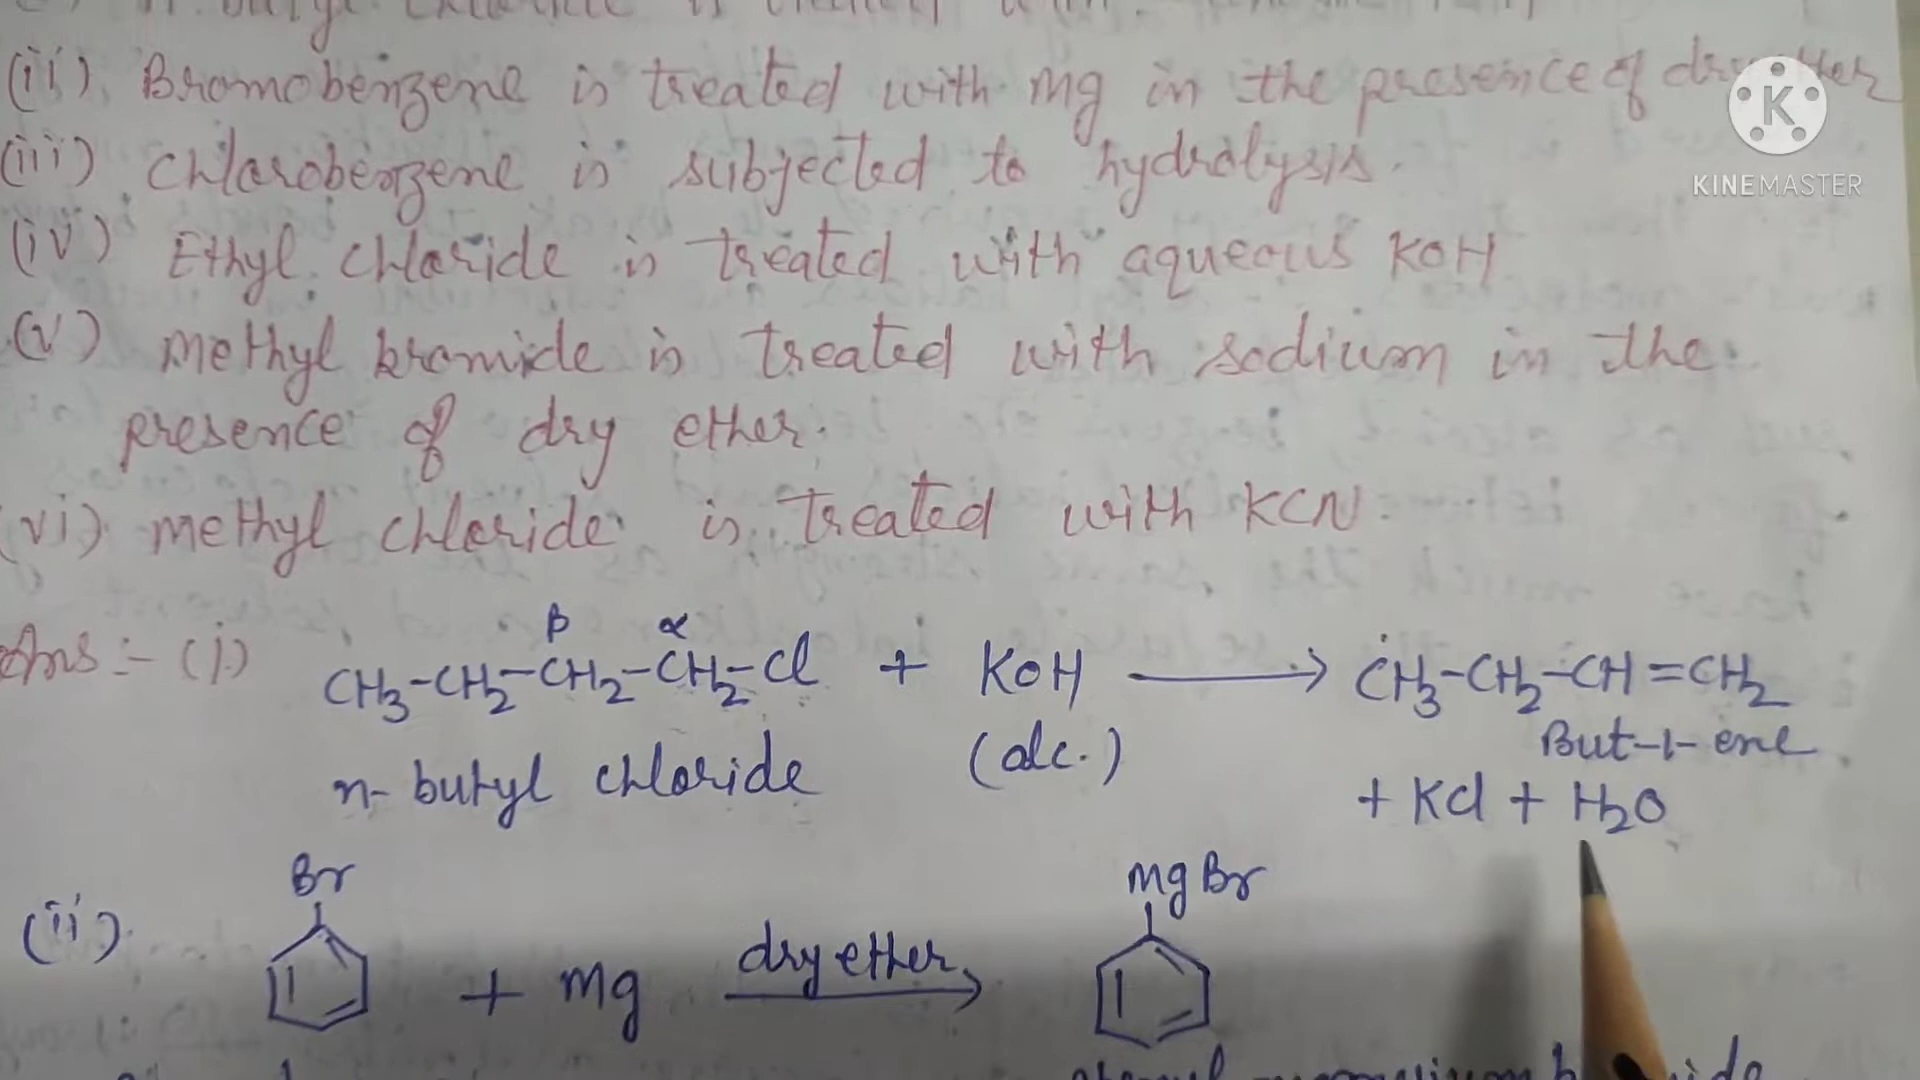 (ii) Bromobenzene is treated with Mg in the presence of dry ether
K
KINEMASTER
(iii) Chlorobenzene is subjected to hydrolysis.
(iv) Ethyl chloride is treated with aqueous KOH
(v) Methyl bromide is treated with sodium in the
presence of dry ether.
(vi) Methyl chloride is treated with KCN.
β α
Ans :- (i) CH3-CH2-CH2-CH2-Cl + KOH → CH3-CH2-CH=CH2
n-butyl chloride (alc.) But-1-ene
+ KCl + H2O
Br MgBr
(ii) + Mg dry ether →